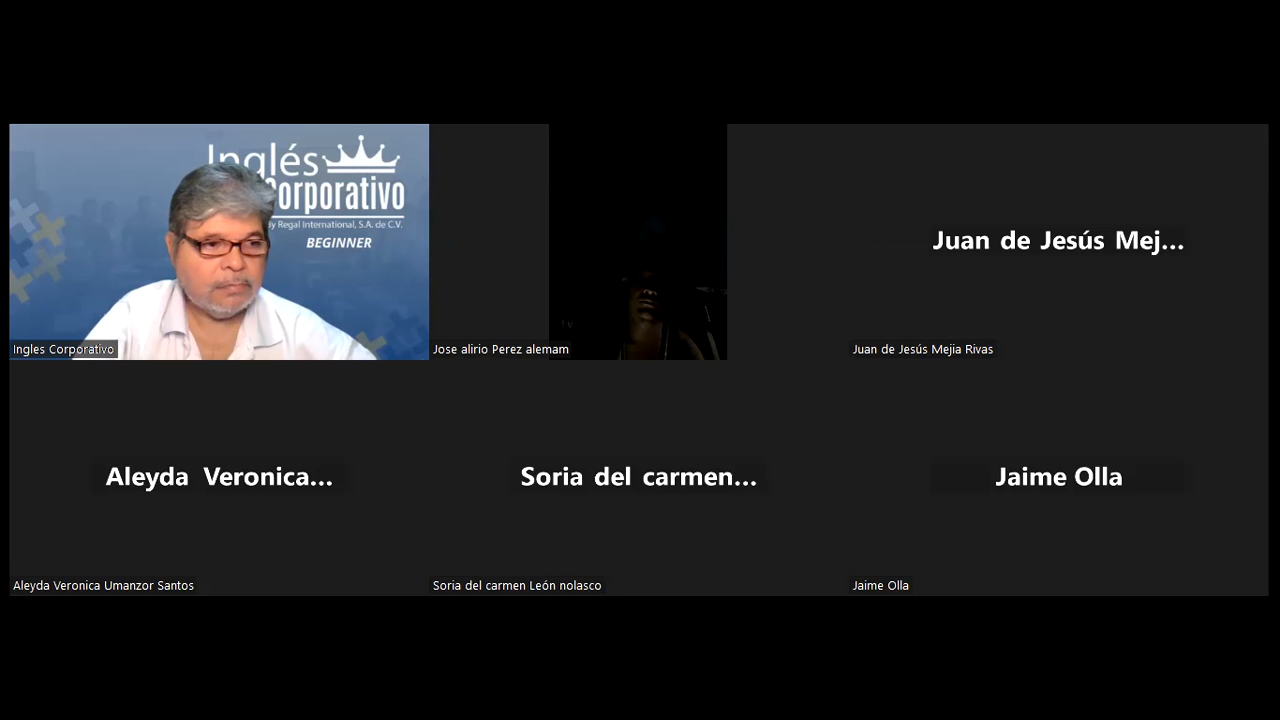 Inglés
Corporativo
by Regal International, S.A. de C.V.
BEGINNER
Ingles Corporativo
Jose alirio Perez alemam
Juan de Jesús Mej...
Juan de Jesús Mejia Rivas
Aleyda Veronica...
Soria del carmen...
Jaime Olla
Aleyda Veronica Umanzor Santos
Soria del carmen León nolasco
Jaime Olla